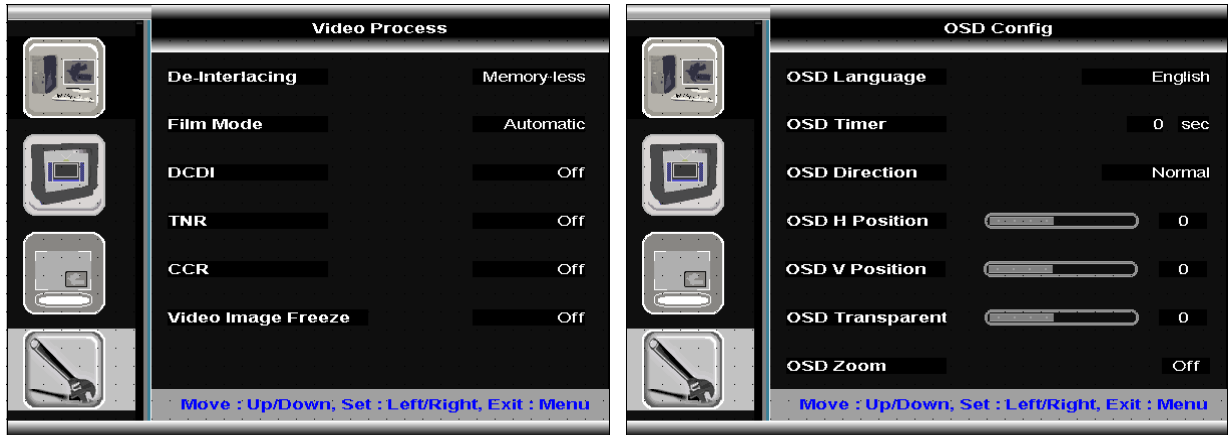 Video Process
De-Interlacing Memory-less
Film Mode Automatic
DCDI Off
TNR Off
CCR Off
Video Image Freeze Off
Move : Up/Down, Set : Left/Right, Exit : Menu
OSD Config
OSD Language English
OSD Timer 0 sec
OSD Direction Normal
OSD H Position 0
OSD V Position 0
OSD Transparent 0
OSD Zoom Off
Move : Up/Down, Set : Left/Right, Exit : Menu